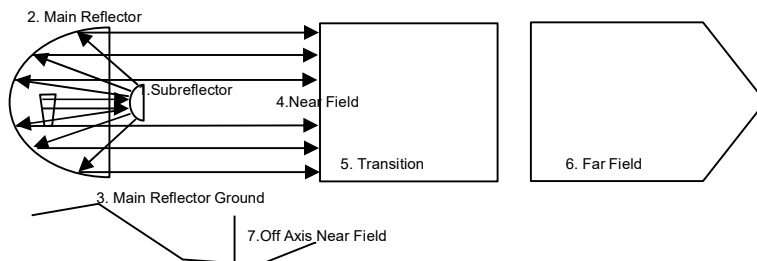 2. Main Reflector
1.Subreflector
4.Near Field
5. Transition
6. Far Field
3. Main Reflector Ground
7.Off Axis Near Field